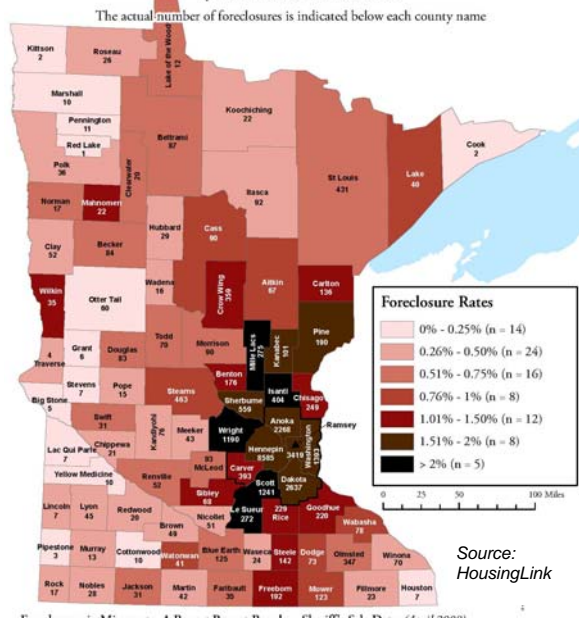 The actual number of foreclosures is indicated below each county name
Kittson
2
Roseau
26
Lake of the Woods
12
Marshall
10
Koochiching
22
Pennington
11
Red Lake
1
Beltrami
87
Cook
2
Polk
36
Clearwater
20
St Louis
431
Lake
40
Itasca
92
Norman
17
Mahnomen
22
Hubbard
29
Cass
90
Clay
52
Becker
84
Wadena
16
Crow Wing
359
Aitkin
67
Carlton
136
Wilkin
35
Otter Tail
60
Pine
190
Todd
70
Morrison
90
Mille Lacs
275
Kanabec
101
Grant
6
Douglas
83
4
Traverse
Benton
176
Stevens
7
Pope
15
Stearns
463
Isanti
404
Chisago
249
Sherburne
559
Big Stone
5
Swift
31
Kandiyohi
76
Meeker
43
Wright
1190
Anoka
2268
Ramsey
3419
Washington
1393
Hennepin
8585
Lac Qui Parle
7
Chippewa
21
93
McLeod
Carver
393
Yellow Medicine
10
Renville
52
Scott
1241
Dakota
2637
Sibley
68
Lincoln
7
Lyon
45
Redwood
20
Nicollet
51
Le Sueur
272
229
Rice
Goodhue
220
Wabasha
78
Brown
49
Pipestone
3
Murray
13
Cottonwood
10
Watonwan
41
Blue Earth
125
Waseca
24
Steele
142
Dodge
73
Olmsted
347
Winona
70
Rock
17
Nobles
28
Jackson
31
Martin
42
Faribault
35
Freeborn
192
Mower
123
Fillmore
23
Houston
7
Foreclosure Rates
0% - 0.25% (n = 14)
0.26% - 0.50% (n = 24)
0.51% - 0.75% (n = 16)
0.76% - 1% (n = 8)
1.01% - 1.50% (n = 12)
1.51% - 2% (n = 8)
> 2% (n = 5)
0 25 50 100 Miles
Source:
HousingLink